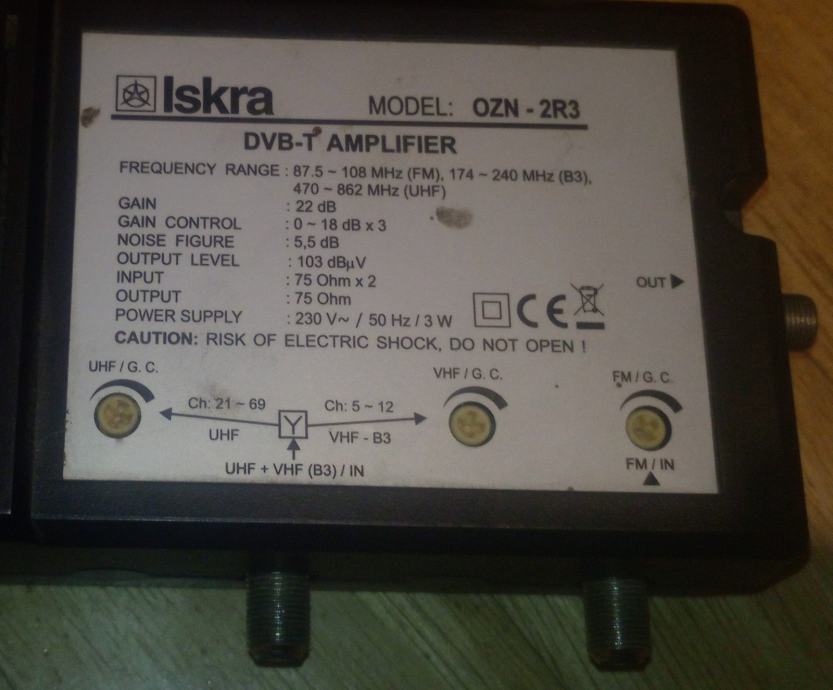 Iskra MODEL: OZN - 2R3
DVB-T AMPLIFIER
FREQUENCY RANGE : 87.5 ~ 108 MHz (FM), 174 ~ 240 MHz (B3),
470 ~ 862 MHz (UHF)
GAIN : 22 dB
GAIN CONTROL : 0 ~ 18 dB x 3
NOISE FIGURE : 5,5 dB
OUTPUT LEVEL : 103 dBµV
INPUT : 75 Ohm x 2
OUTPUT : 75 Ohm
POWER SUPPLY : 230 V~ / 50 Hz / 3 W
CE
OUT ▶
CAUTION: RISK OF ELECTRIC SHOCK, DO NOT OPEN !
UHF / G. C. VHF / G. C. FM / G. C.
Ch: 21 ~ 69 Ch: 5 ~ 12
UHF Y VHF - B3
UHF + VHF (B3) / IN FM / IN